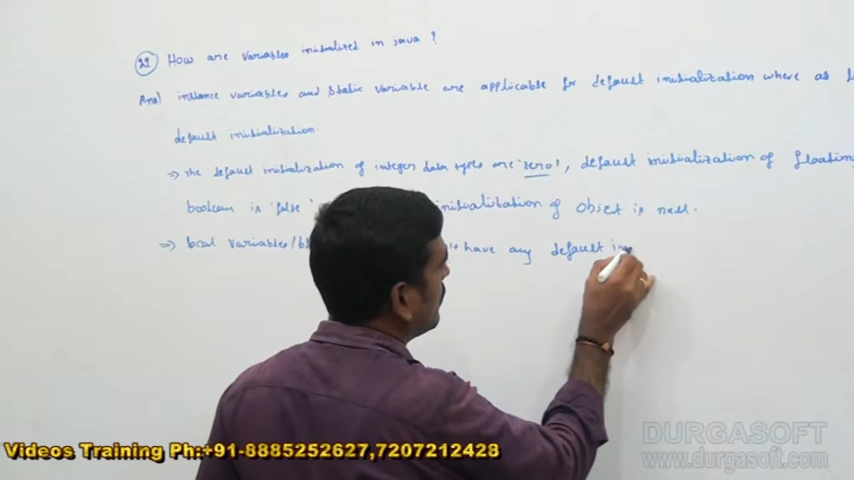 22 How are variables initialized in java ?
Ans) instance variables and static variable are applicable for default initialization where as
default initialization.
=> The default initialization of integer data types are 'zero', default initialization of floating
boolean is 'false' initialization of Object is null.
=> local variables/bl have any default in
Videos Training Ph:+91-8885252627,7207212428
DURGASOFT
www.durgasoft.com